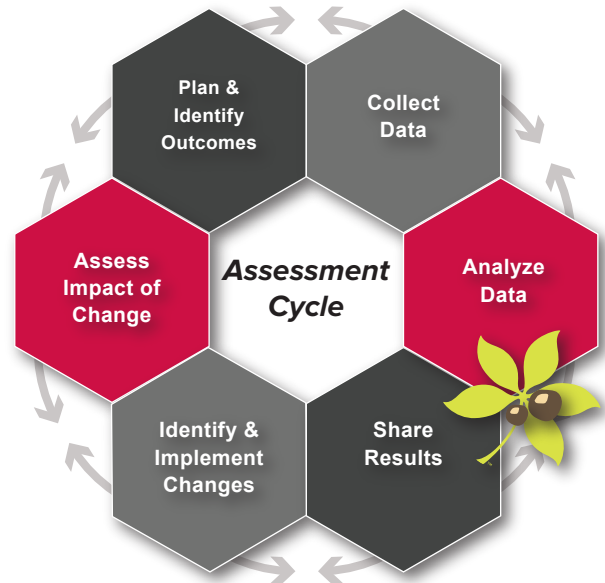 Plan &
Identify
Outcomes
Collect
Data
Analyze
Data
Share
Results
Identify &
Implement
Changes
Assess
Impact of
Change
Assessment
Cycle